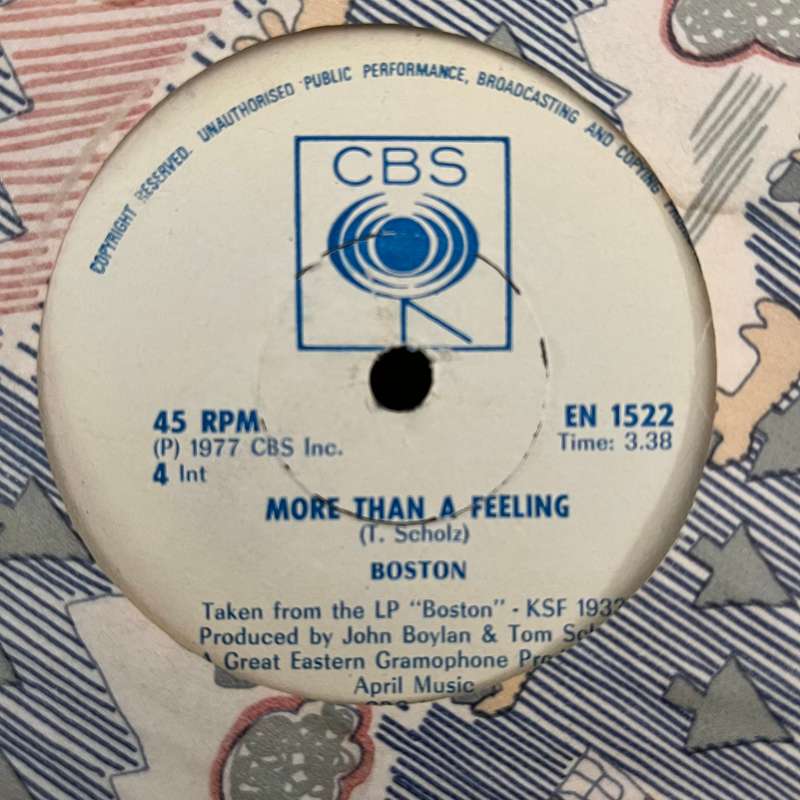 COPYRIGHT RESERVED. UNAUTHORISED PUBLIC PERFORMANCE, BROADCASTING AND COPYING
CBS
45 RPM
(P) 1977 CBS Inc.
4 Int
EN 1522
Time: 3.38
MORE THAN A FEELING
(T. Scholz)
BOSTON
Taken from the LP "Boston" - KSF 1932
Produced by John Boylan & Tom
A Great Eastern Gramophone
April Music